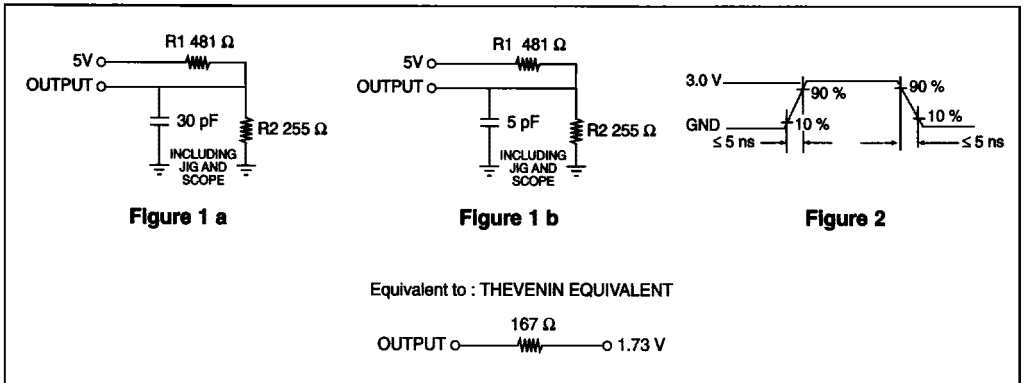 R1 481 Ω
5V
OUTPUT
30 pF
R2 255 Ω
INCLUDING
JIG AND
SCOPE
Figure 1 a
R1 481 Ω
5V
OUTPUT
5 pF
R2 255 Ω
INCLUDING
JIG AND
SCOPE
Figure 1 b
3.0 V
90 %
90 %
GND
10 %
10 %
≤ 5 ns
≤ 5 ns
Figure 2
Equivalent to : THEVENIN EQUIVALENT
167 Ω
OUTPUT
1.73 V